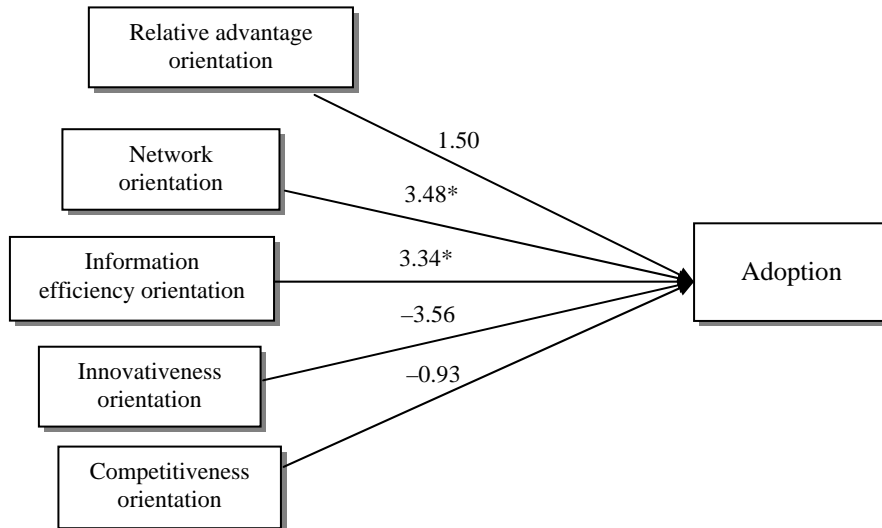 Relative advantage
orientation
1.50
Network
orientation
3.48*
Information
efficiency orientation
3.34*
Adoption
–3.56
Innovativeness
orientation
–0.93
Competitiveness
orientation